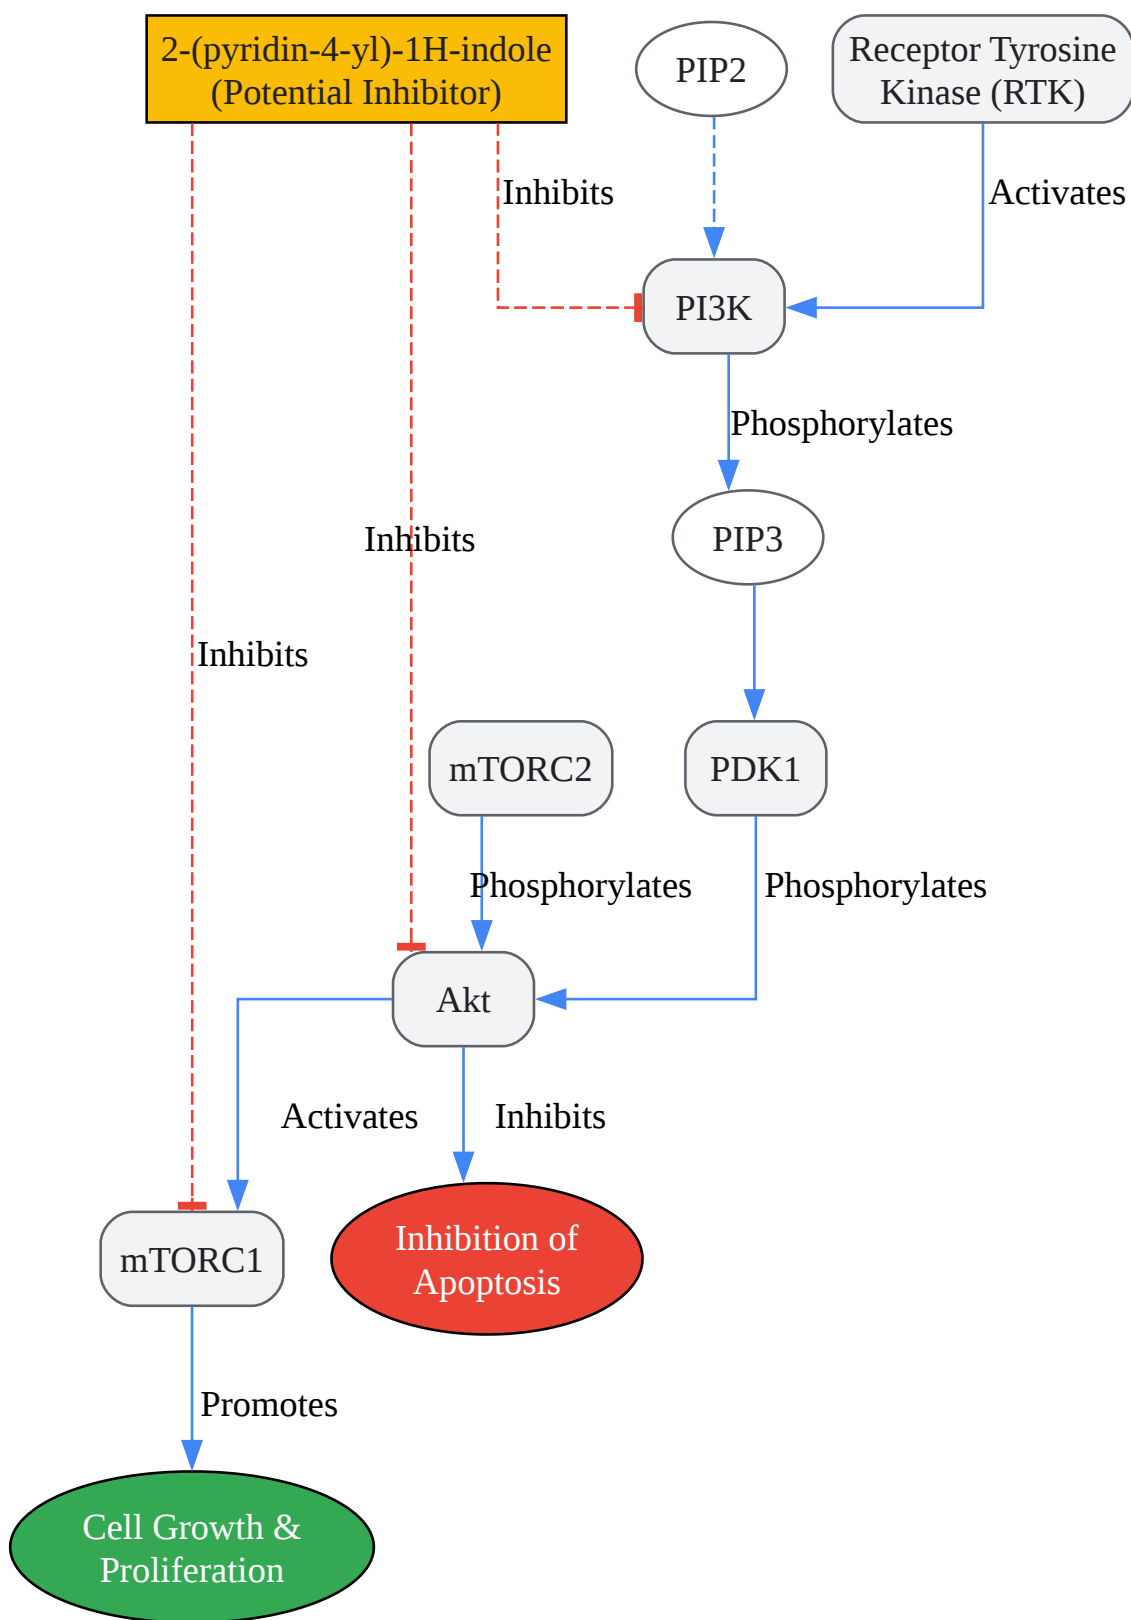 2-(pyridin-4-yl)-1H-indole
(Potential Inhibitor)
PIP2
Receptor Tyrosine
Kinase (RTK)
Inhibits
Activates
PI3K
Phosphorylates
PIP3
Inhibits
Inhibits
mTORC2
PDK1
Phosphorylates
Phosphorylates
Akt
Activates
Inhibits
mTORC1
Inhibition of
Apoptosis
Promotes
Cell Growth &
Proliferation